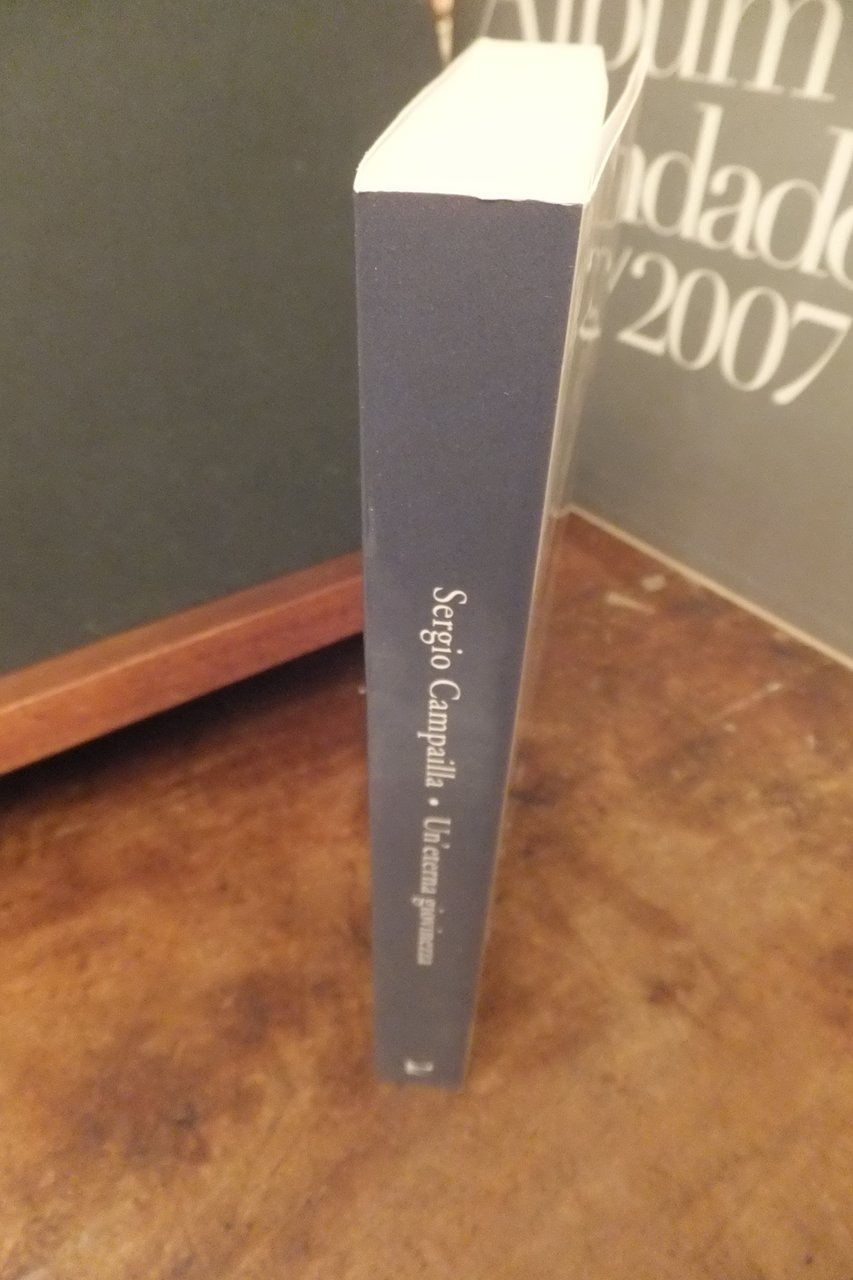 Album
ndado
/2007
Sergio Campailla • Un'eterna giovinezza